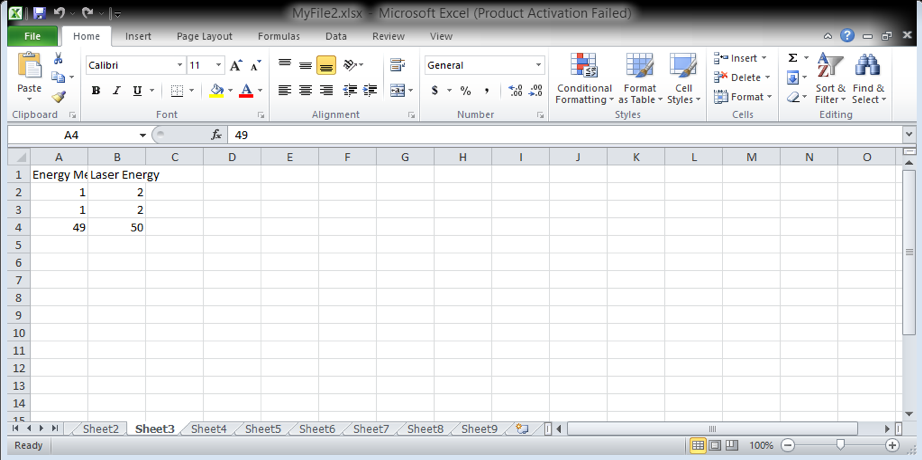 MyFile2.xlsx - Microsoft Excel (Product Activation Failed)
File Home Insert Page Layout Formulas Data Review View
Paste
Calibri 11 A A
B I U A
General
$ % , .0 .00 .00 .0
Conditional Formatting
Format as Table
Cell Styles
Insert
Delete
Format
Σ
Sort & Filter
Find & Select
Clipboard Font Alignment Number Styles Cells Editing
A4 fx 49
A B C D E F G H I J K L M N O
1 Energy Me Laser Energy
2 1 2
3 1 2
4 49 50
5
6
7
8
9
10
11
12
13
14
15
Sheet2 Sheet3 Sheet4 Sheet5 Sheet6 Sheet7 Sheet8 Sheet9
Ready 100%